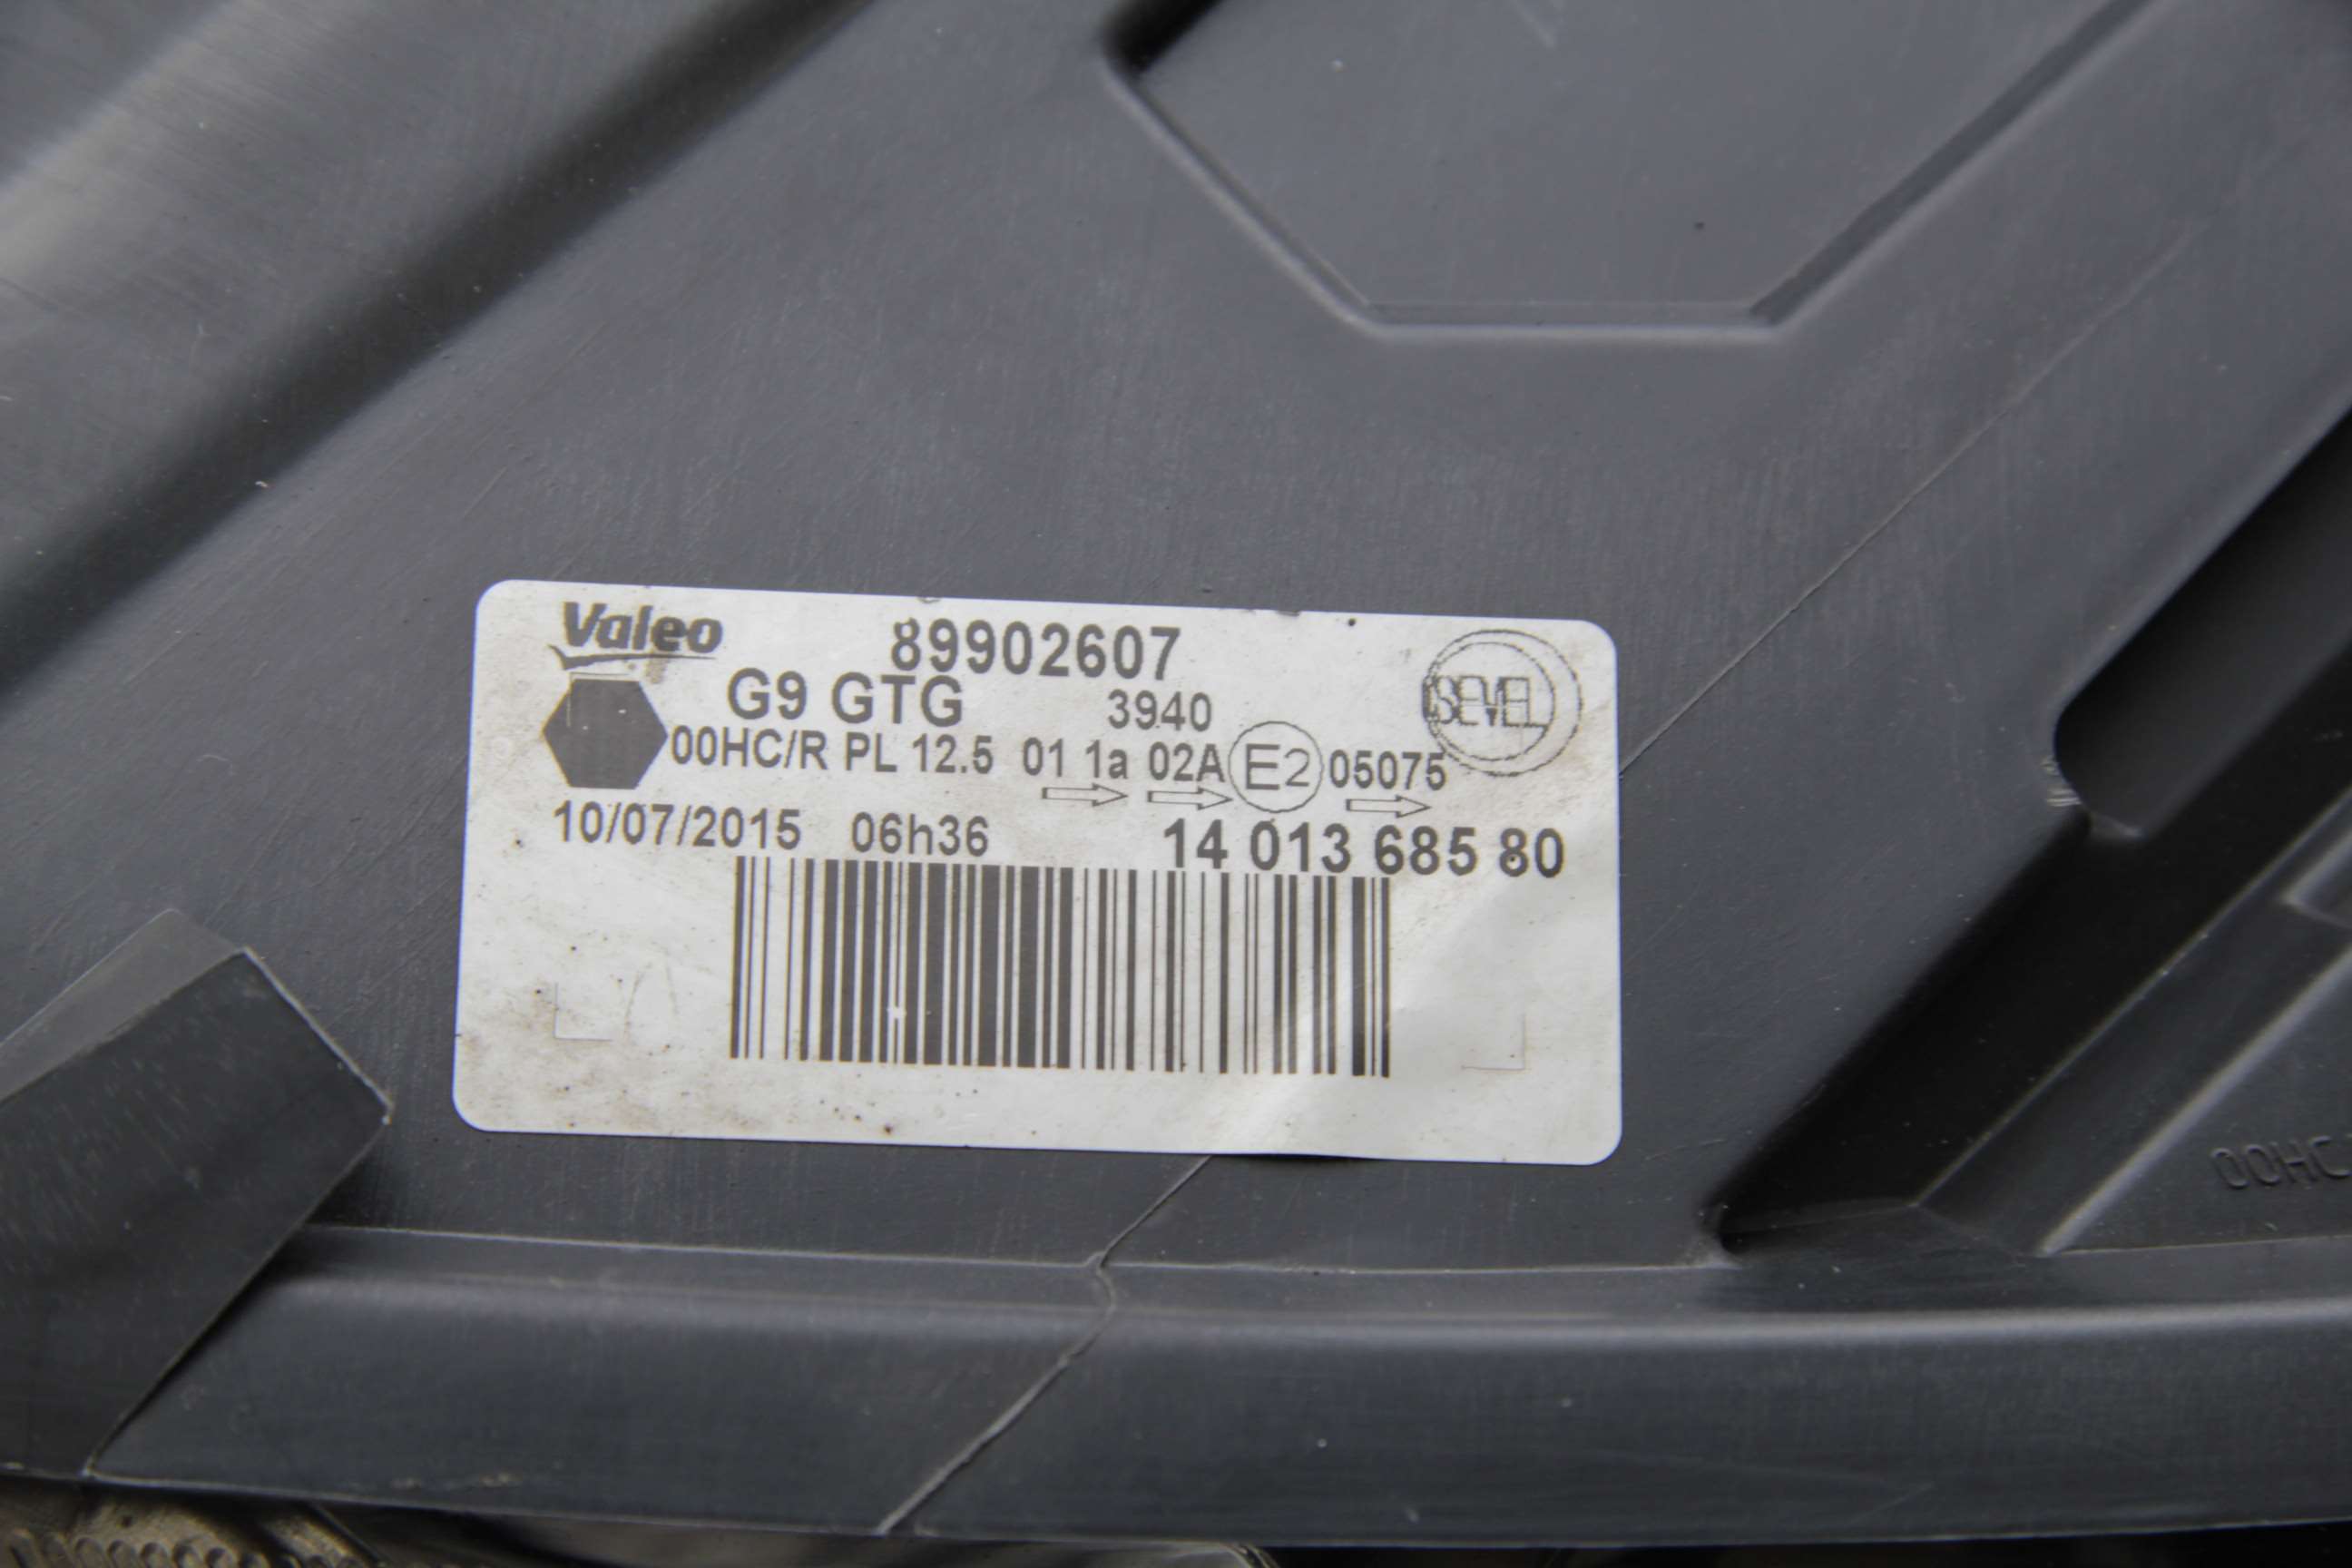 Valeo 89902607
G9 GTG 3940 SEVEL
00HC/R PL 12.5 01 1a 02A E2 05075
10/07/2015 06h36 14 013 685 80
00HC